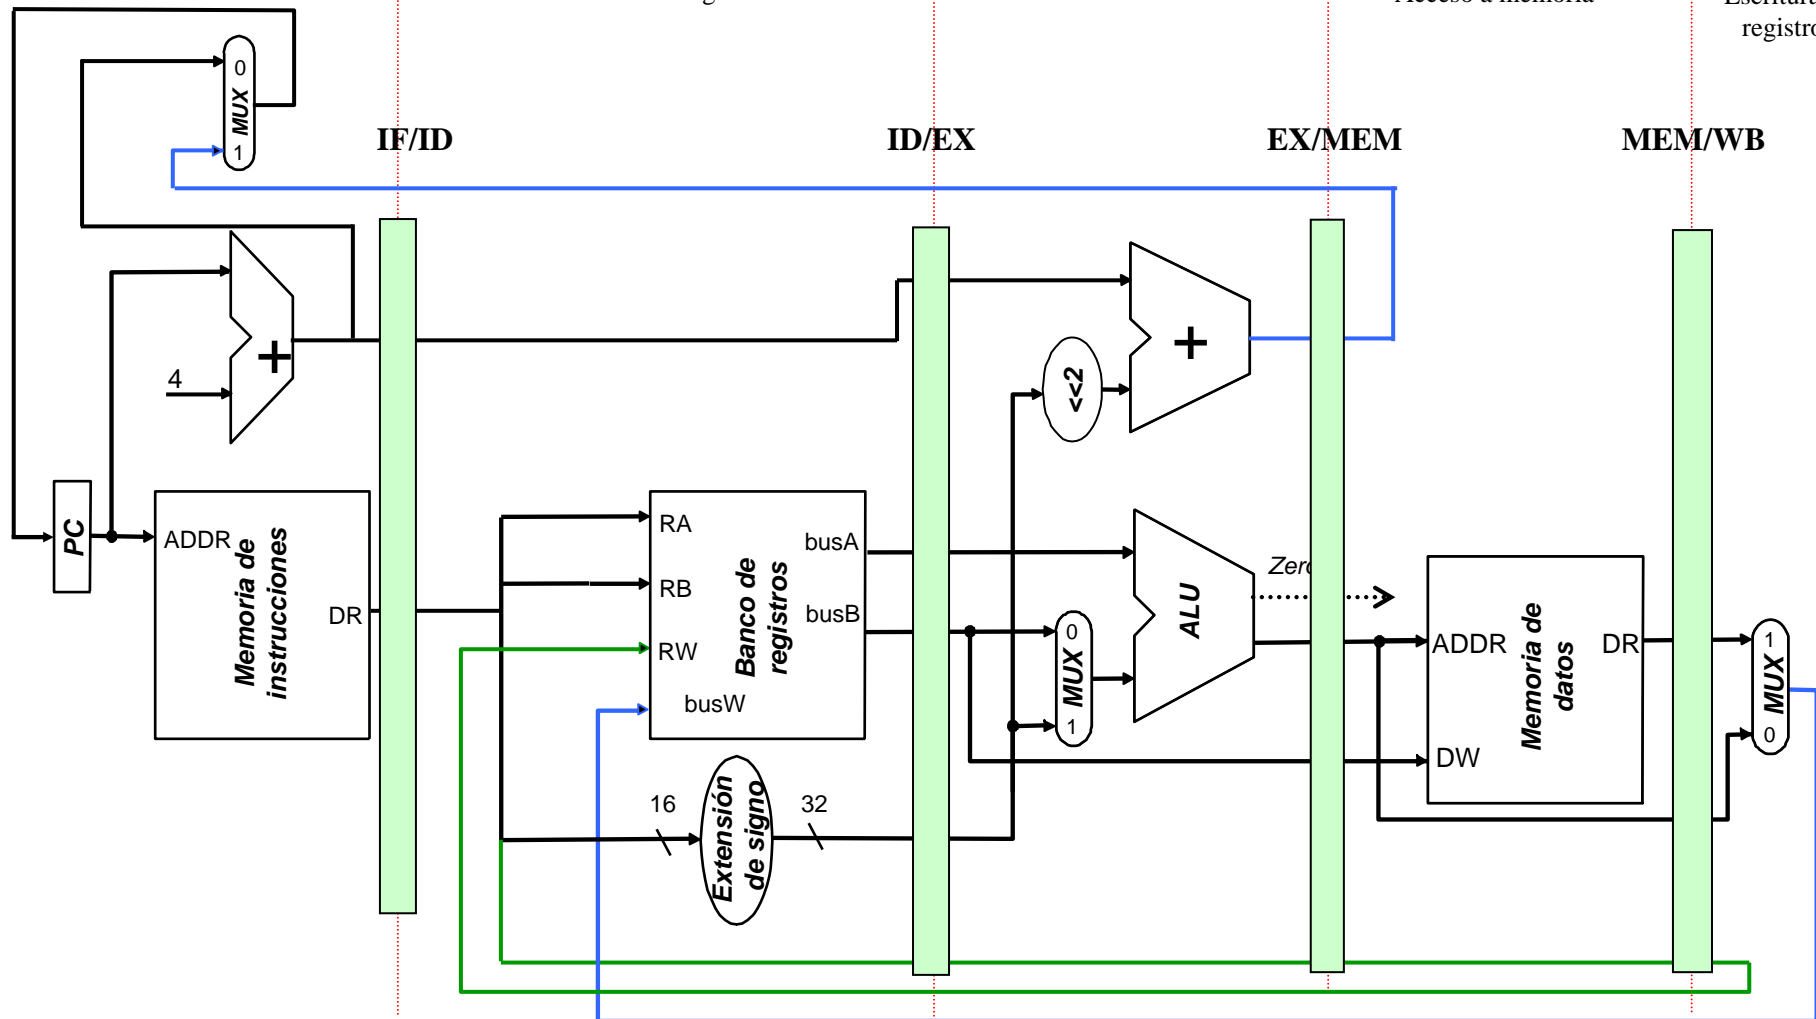 Acceso a memoria
registro
0
MUX
1
IF/ID
ID/EX
EX/MEM
MEM/WB
+
4
<<2
+
PC
ADDR
Memoria de
instrucciones
DR
RA
RB
RW
busW
busA
busB
Banco de
registros
0
MUX
1
ALU
Zero
ADDR
DW
DR
Memoria de
datos
1
MUX
0
16
Extensión
de signo
32